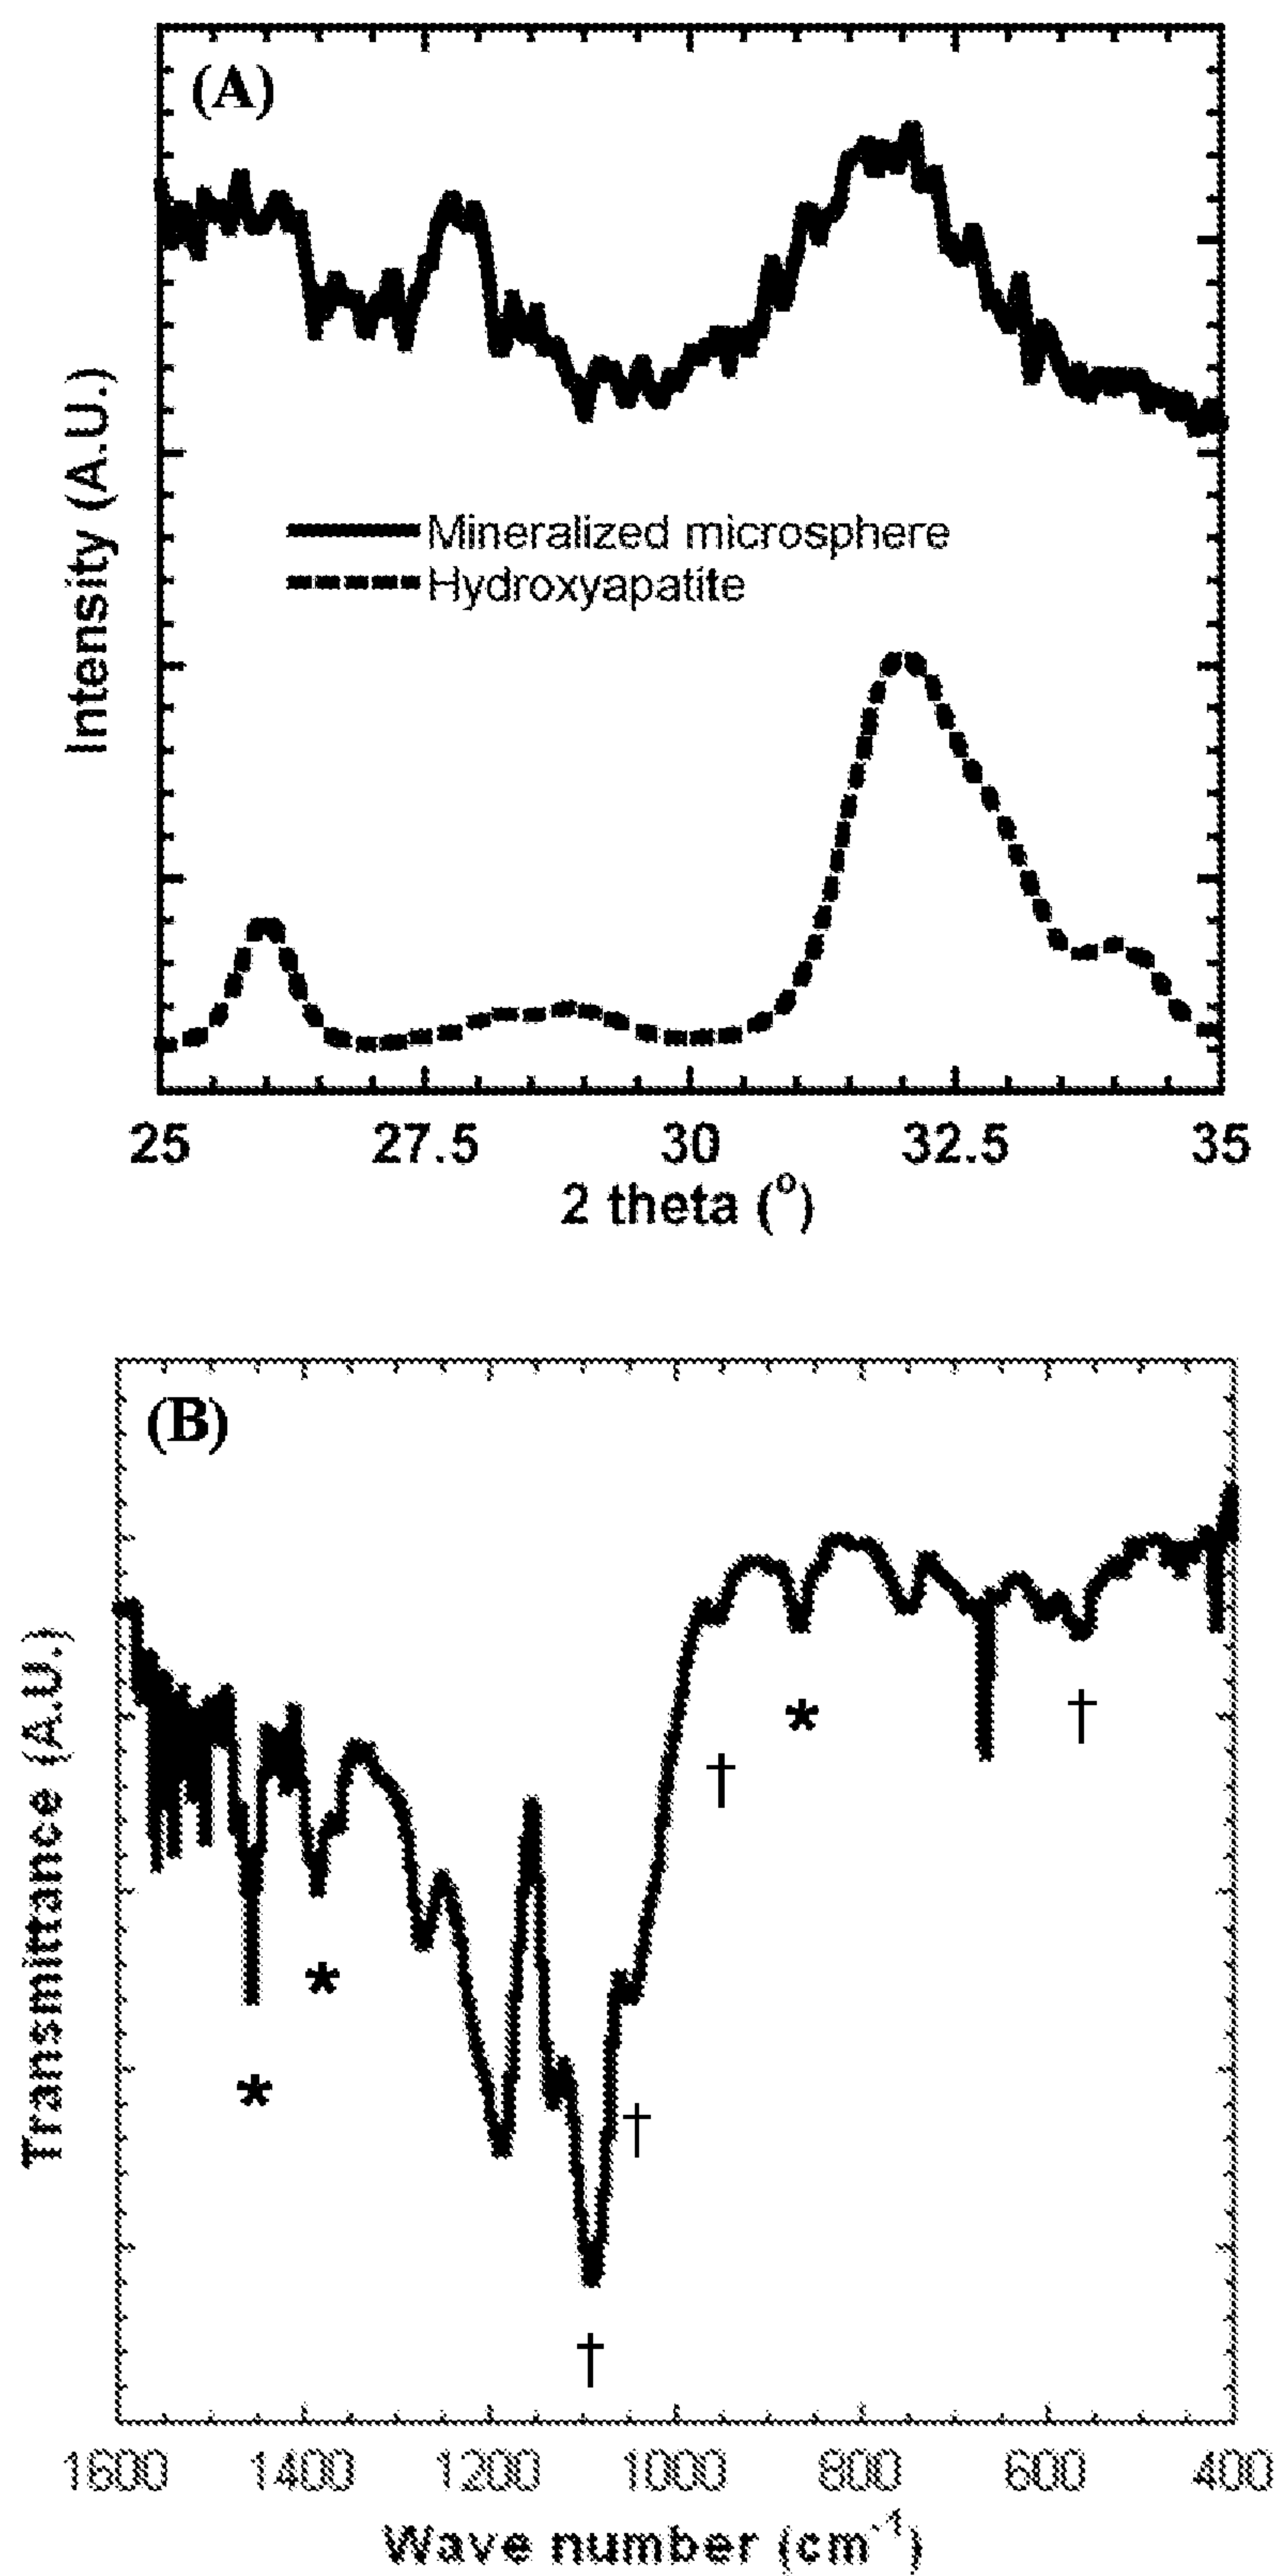 (A)
Intensity (A.U.)
Mineralized microsphere
Hydroxyapatite
25 27.5 30 32.5 35
2 theta (°)
(B)
Transmittance (A.U.)
*
†
†
*
*
†
†
1600 1400 1200 1000 800 600 400
Wave number (cm⁻¹)